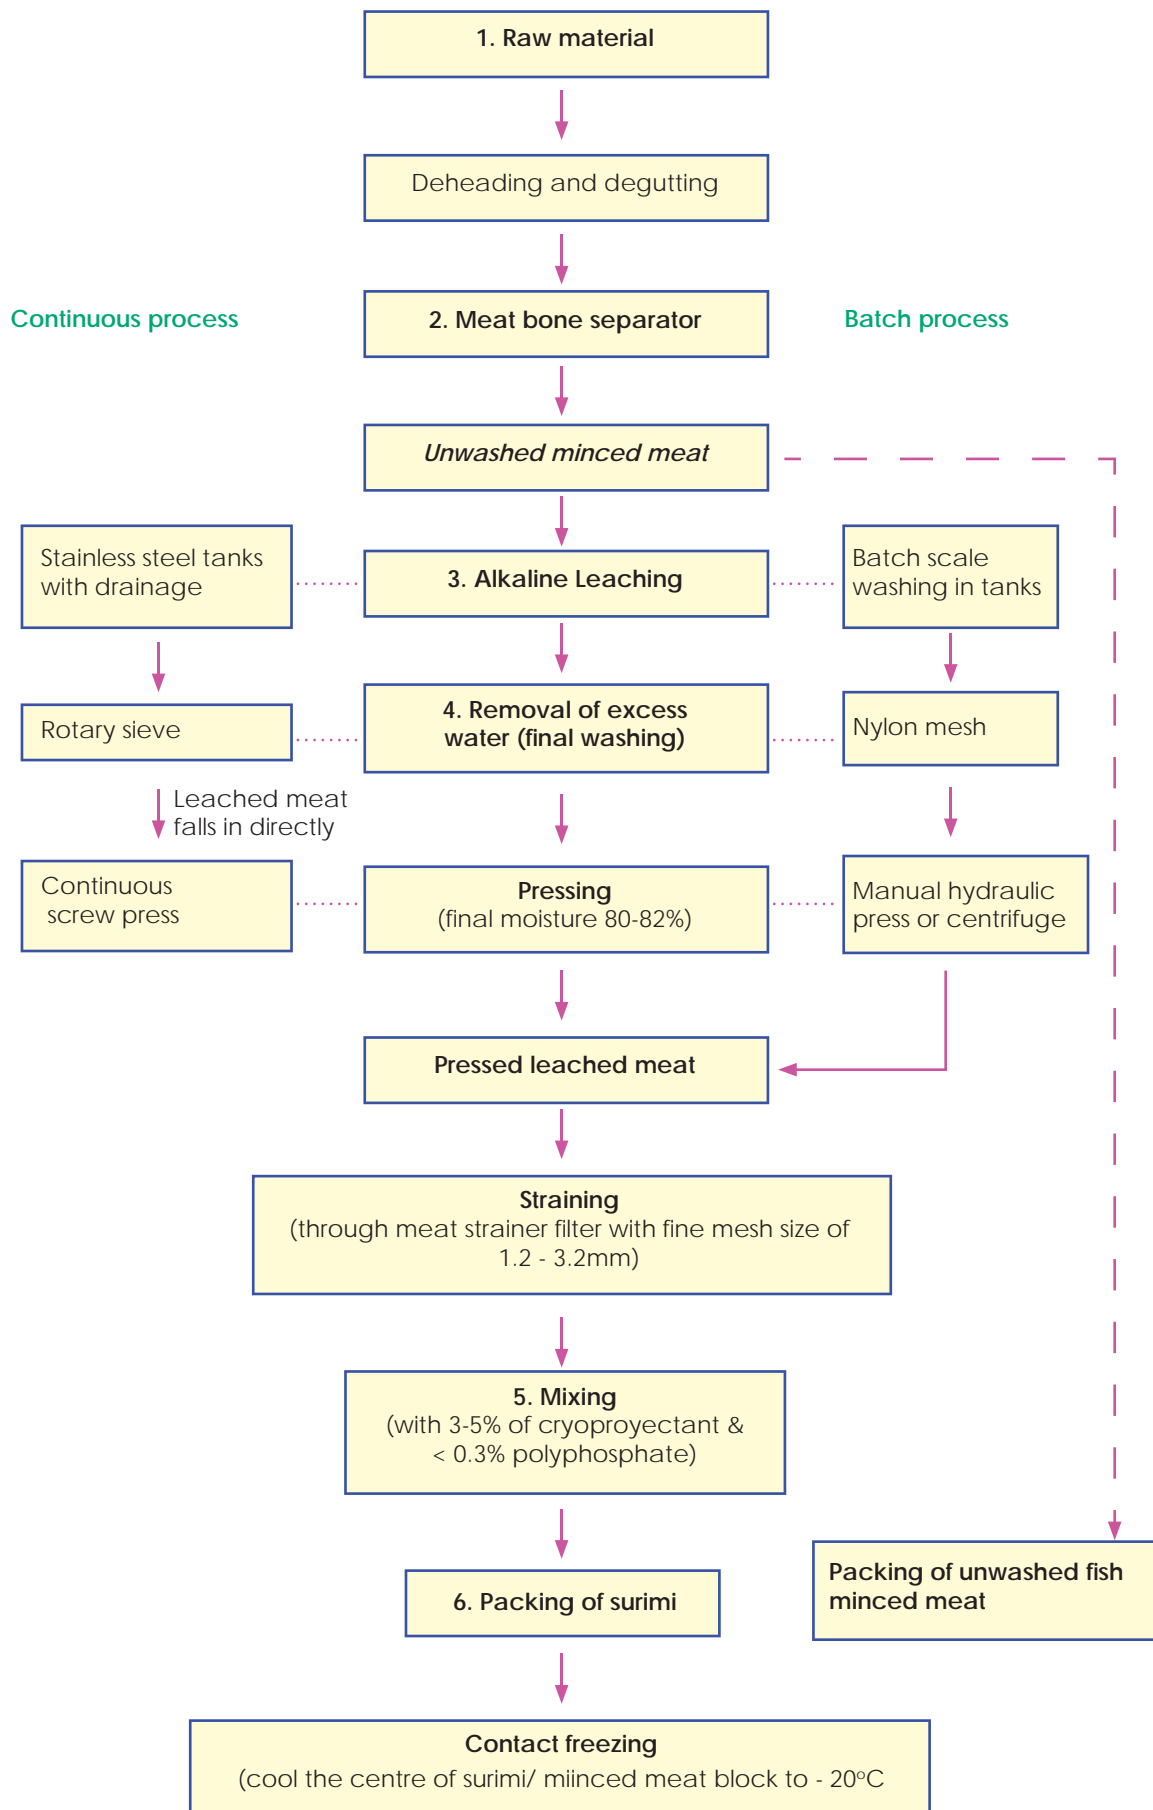 1. Raw material
Deheading and degutting
Continuous process
2. Meat bone separator
Batch process
Unwashed minced meat
Stainless steel tanks
with drainage
3. Alkaline Leaching
Batch scale
washing in tanks
Rotary sieve
4. Removal of excess
water (final washing)
Nylon mesh
Leached meat
falls in directly
Continuous
screw press
Pressing
(final moisture 80-82%)
Manual hydraulic
press or centrifuge
Pressed leached meat
Straining
(through meat strainer filter with fine mesh size of
1.2 - 3.2mm)
5. Mixing
(with 3-5% of cryoproyectant &
< 0.3% polyphosphate)
6. Packing of surimi
Packing of unwashed fish
minced meat
Contact freezing
(cool the centre of surimi/ miinced meat block to - 20°C